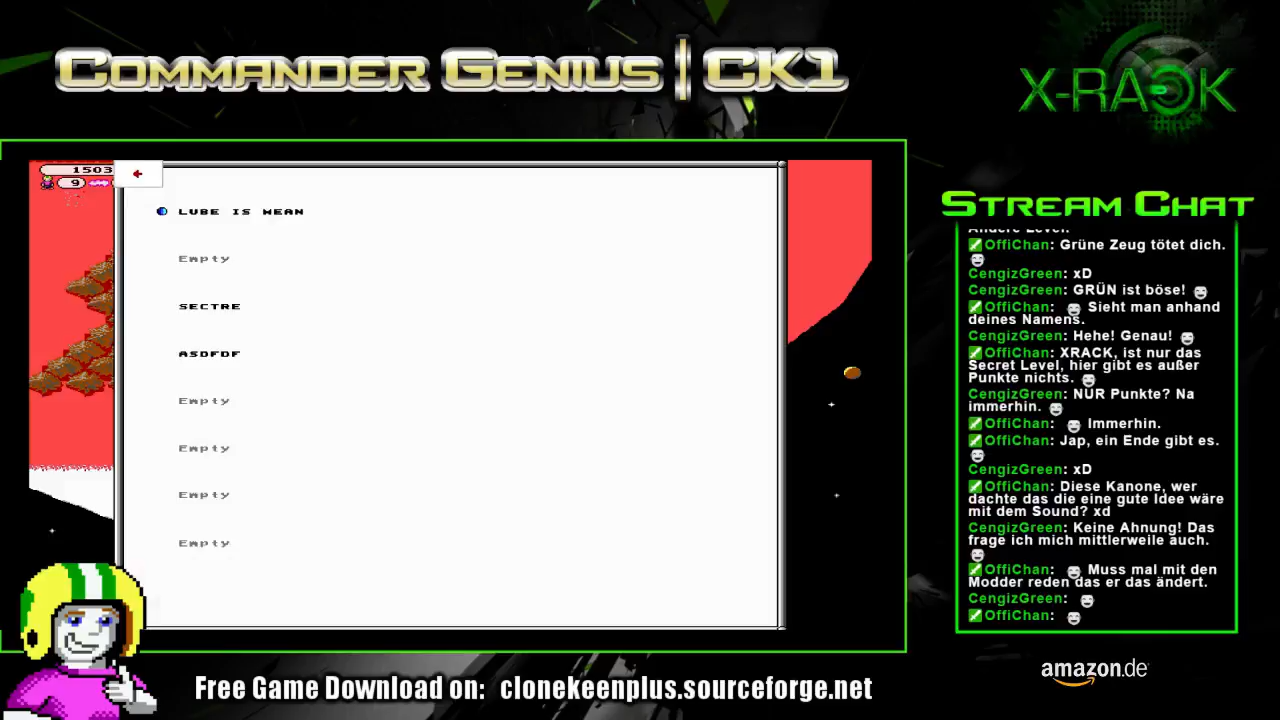 COMMANDER GENIUS | CK1
X-RACK
1503
9
LUBE IS MEAN
Empty
SECTRE
ASDFDF
Empty
Empty
Empty
Empty
STREAM CHAT
Andere Level.
OffiChan: Grüne Zeug tötet dich.
CengizGreen: xD
CengizGreen: GRÜN ist böse!
OffiChan: Sieht man anhand
deines Namens.
CengizGreen: Hehe! Genau!
OffiChan: XRACK, ist nur das
Secret Level, hier gibt es außer
Punkte nichts.
CengizGreen: NUR Punkte? Na
immerhin.
OffiChan: Immerhin.
OffiChan: Jap, ein Ende gibt es.
CengizGreen: xD
OffiChan: Diese Kanone, wer
dachte das die eine gute Idee wäre
mit dem Sound? xd
CengizGreen: Keine Ahnung! Das
frage ich mich mittlerweile auch.
OffiChan: Muss mal mit den
Modder reden das er das ändert.
CengizGreen:
OffiChan:
amazon.de
Free Game Download on: clonekeenplus.sourceforge.net